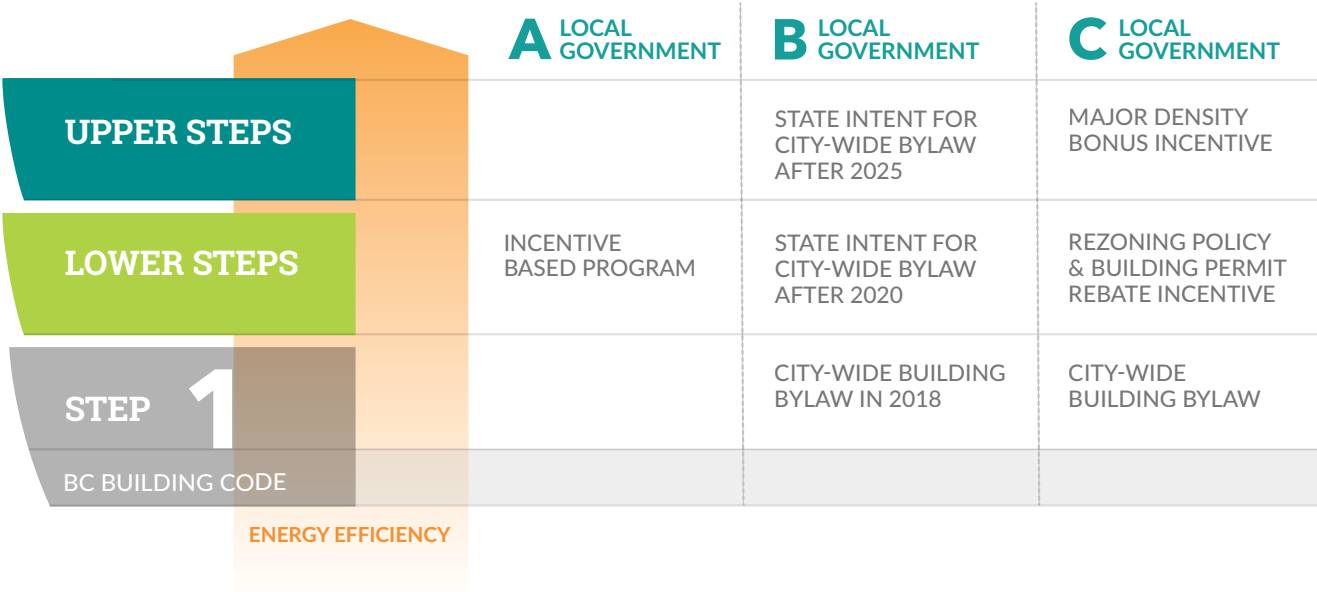 A LOCAL
GOVERNMENT
B LOCAL
GOVERNMENT
C LOCAL
GOVERNMENT
UPPER STEPS
STATE INTENT FOR
CITY-WIDE BYLAW
AFTER 2025
MAJOR DENSITY
BONUS INCENTIVE
LOWER STEPS
INCENTIVE
BASED PROGRAM
STATE INTENT FOR
CITY-WIDE BYLAW
AFTER 2020
REZONING POLICY
& BUILDING PERMIT
REBATE INCENTIVE
STEP 1
CITY-WIDE BUILDING
BYLAW IN 2018
CITY-WIDE
BUILDING BYLAW
BC BUILDING CODE
ENERGY EFFICIENCY